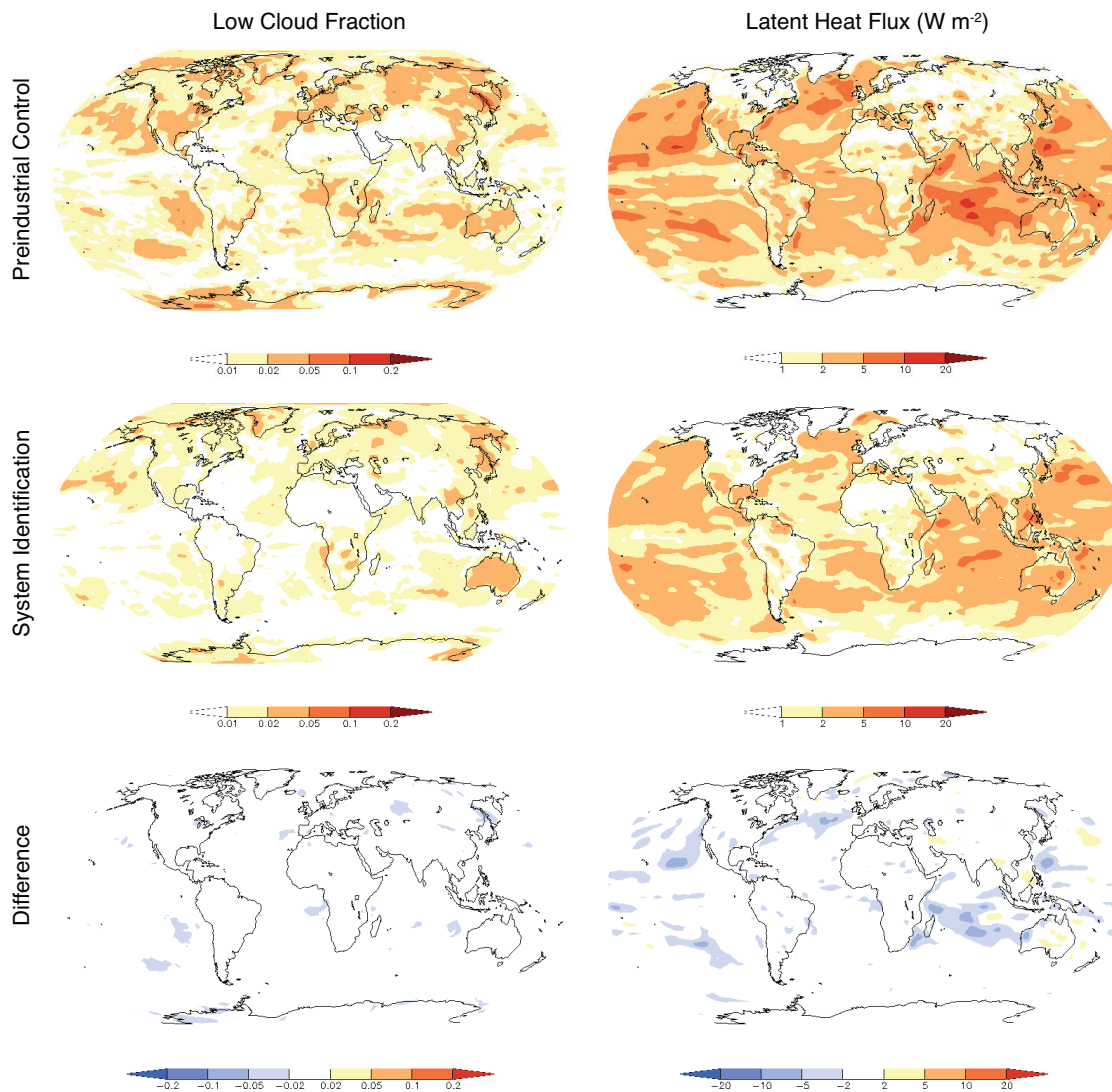 Low Cloud Fraction
Latent Heat Flux (W m⁻²)
Preindustrial Control
0.01 0.02 0.05 0.1 0.2
1 2 5 10 20
System Identification
0.01 0.02 0.05 0.1 0.2
1 2 5 10 20
Difference
−0.2 −0.1 −0.05 −0.02 0.02 0.05 0.1 0.2
−20 −10 −5 −2 2 5 10 20